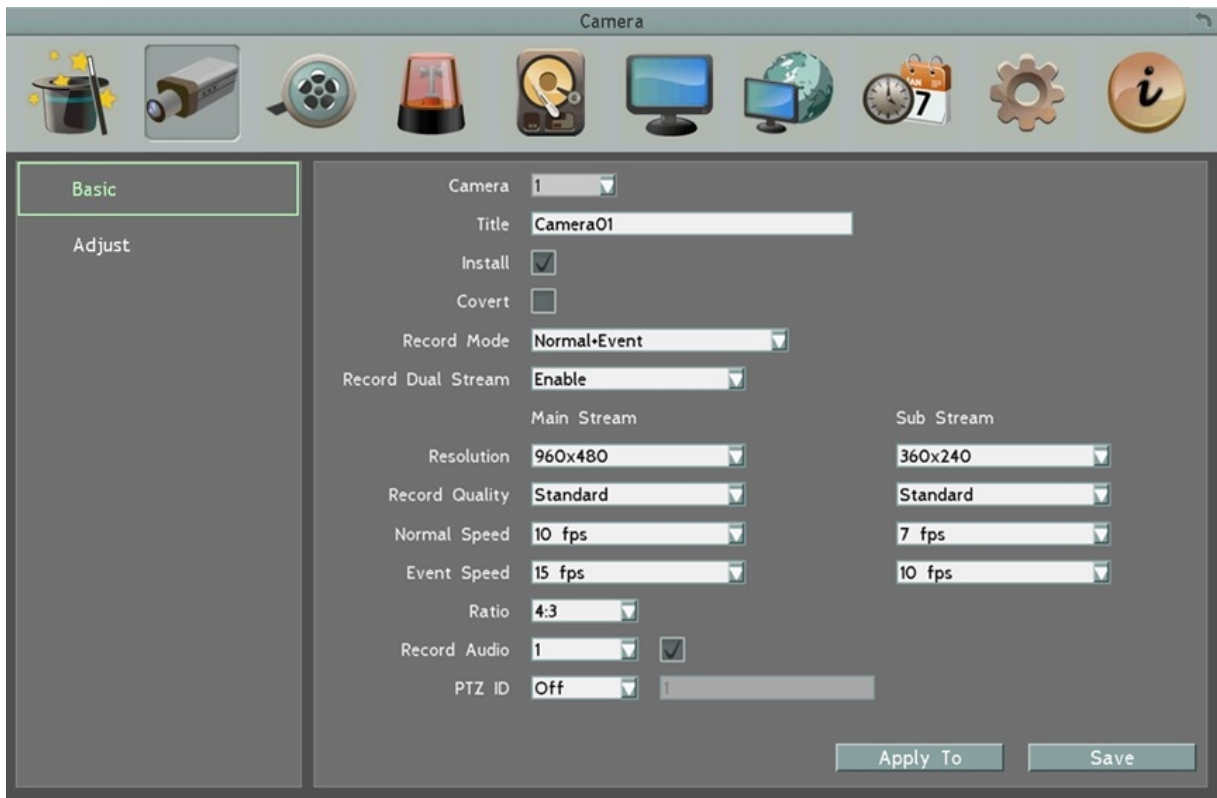 Camera
JAN
7
i
Basic
Adjust
Camera 1
Title Camera01
Install
Covert
Record Mode Normal+Event
Record Dual Stream Enable
Main Stream Sub Stream
Resolution 960x480 360x240
Record Quality Standard Standard
Normal Speed 10 fps 7 fps
Event Speed 15 fps 10 fps
Ratio 4:3
Record Audio 1
PTZ ID Off 1
Apply To Save